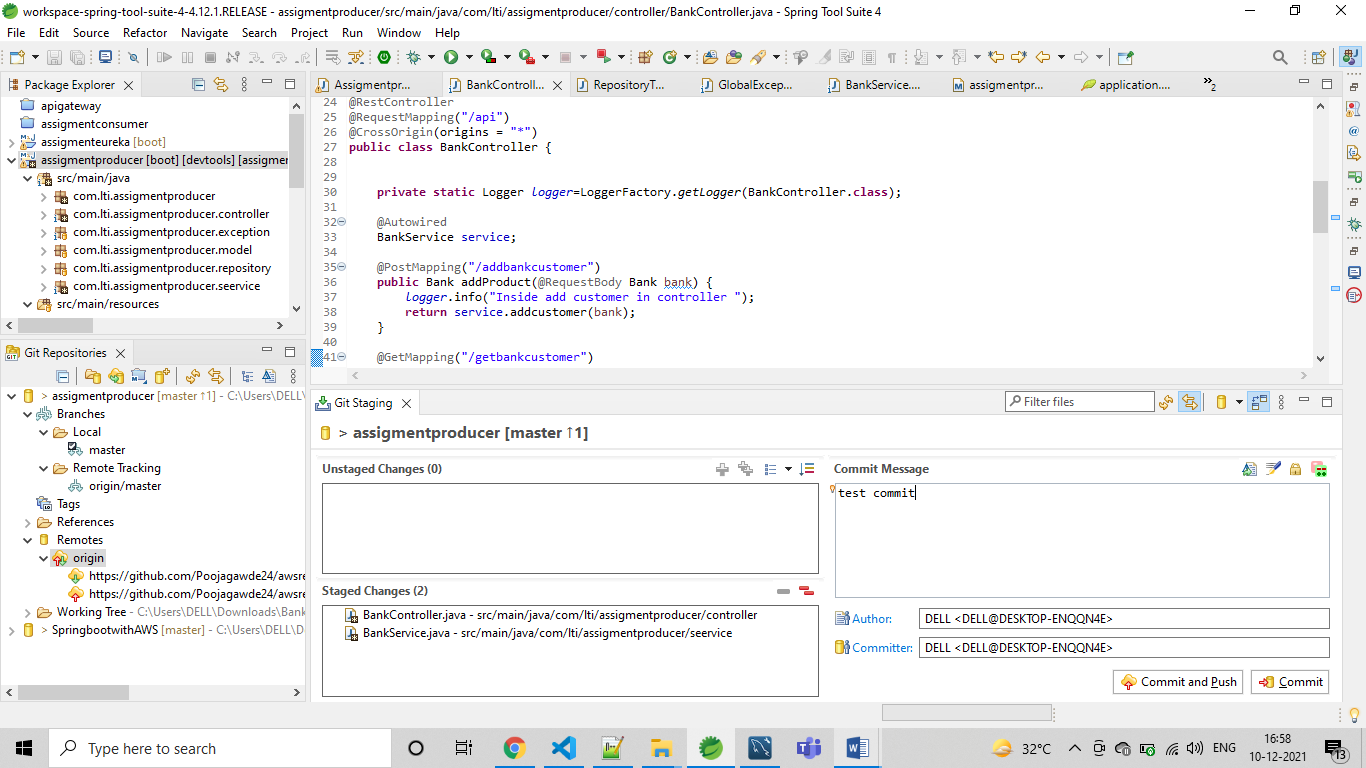 workspace-spring-tool-suite-4-4.12.1.RELEASE - assigmentproducer/src/main/java/com/lti/assigmentproducer/controller/BankController.java - Spring Tool Suite 4
File Edit Source Refactor Navigate Search Project Run Window Help
Package Explorer
apigateway
assigmentconsumer
assigmenteureka [boot]
assigmentproducer [boot] [devtools] [assigmer
src/main/java
com.lti.assigmentproducer
com.lti.assigmentproducer.controller
com.lti.assigmentproducer.exception
com.lti.assigmentproducer.model
com.lti.assigmentproducer.repository
com.lti.assigmentproducer.seervice
src/main/resources
Git Repositories
> assigmentproducer [master ↑1] - C:\Users\DELL\
Branches
Local
master
Remote Tracking
origin/master
Tags
References
Remotes
origin
https://github.com/Poojagawde24/awsre
https://github.com/Poojagawde24/awsre
Working Tree - C:\Users\DELL\Downloads\Bank
> SpringbootwithAWS [master] - C:\Users\DELL\D
Assigmentpr... BankControll... RepositoryT... GlobalExcep... BankService.... assigmentpr... application.... »2
24 @RestController
25 @RequestMapping("/api")
26 @CrossOrigin(origins = "*")
27 public class BankController {
28
29
30 private static Logger logger=LoggerFactory.getLogger(BankController.class);
31
32 @Autowired
33 BankService service;
34
35 @PostMapping("/addbankcustomer")
36 public Bank addProduct(@RequestBody Bank bank) {
37 logger.info("Inside add customer in controller ");
38 return service.addcustomer(bank);
39 }
40
41 @GetMapping("/getbankcustomer")
Git Staging
Filter files
> assigmentproducer [master ↑1]
Unstaged Changes (0)
Staged Changes (2)
BankController.java - src/main/java/com/lti/assigmentproducer/controller
BankService.java - src/main/java/com/lti/assigmentproducer/seervice
Commit Message
test commit
Author: DELL <DELL@DESKTOP-ENQQN4E>
Committer: DELL <DELL@DESKTOP-ENQQN4E>
Commit and Push Commit
Type here to search
32°C
ENG
16:58
10-12-2021
13